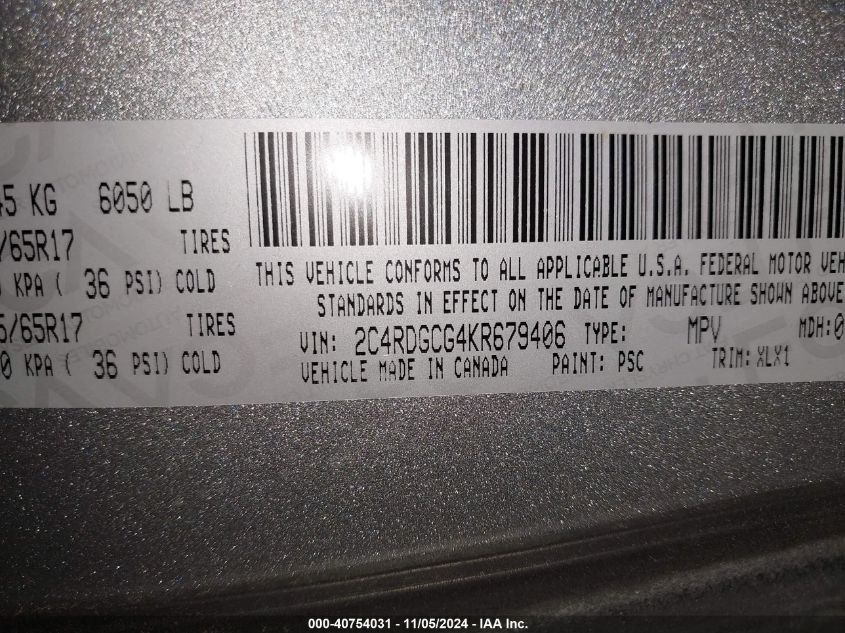 45 KG 6050 LB
/65R17 TIRES
KPA ( 36 PSI) COLD
5/65R17 TIRES
0 KPA ( 36 PSI) COLD
THIS VEHICLE CONFORMS TO ALL APPLICABLE U.S.A. FEDERAL MOTOR VEH
STANDARDS IN EFFECT ON THE DATE OF MANUFACTURE SHOWN ABOVE
VIN: 2C4RDGCG4KR679406 TYPE: MPV MDH:0
VEHICLE MADE IN CANADA PAINT: PSC TRIM: XLX1
000-40754031 - 11/05/2024 - IAA Inc.